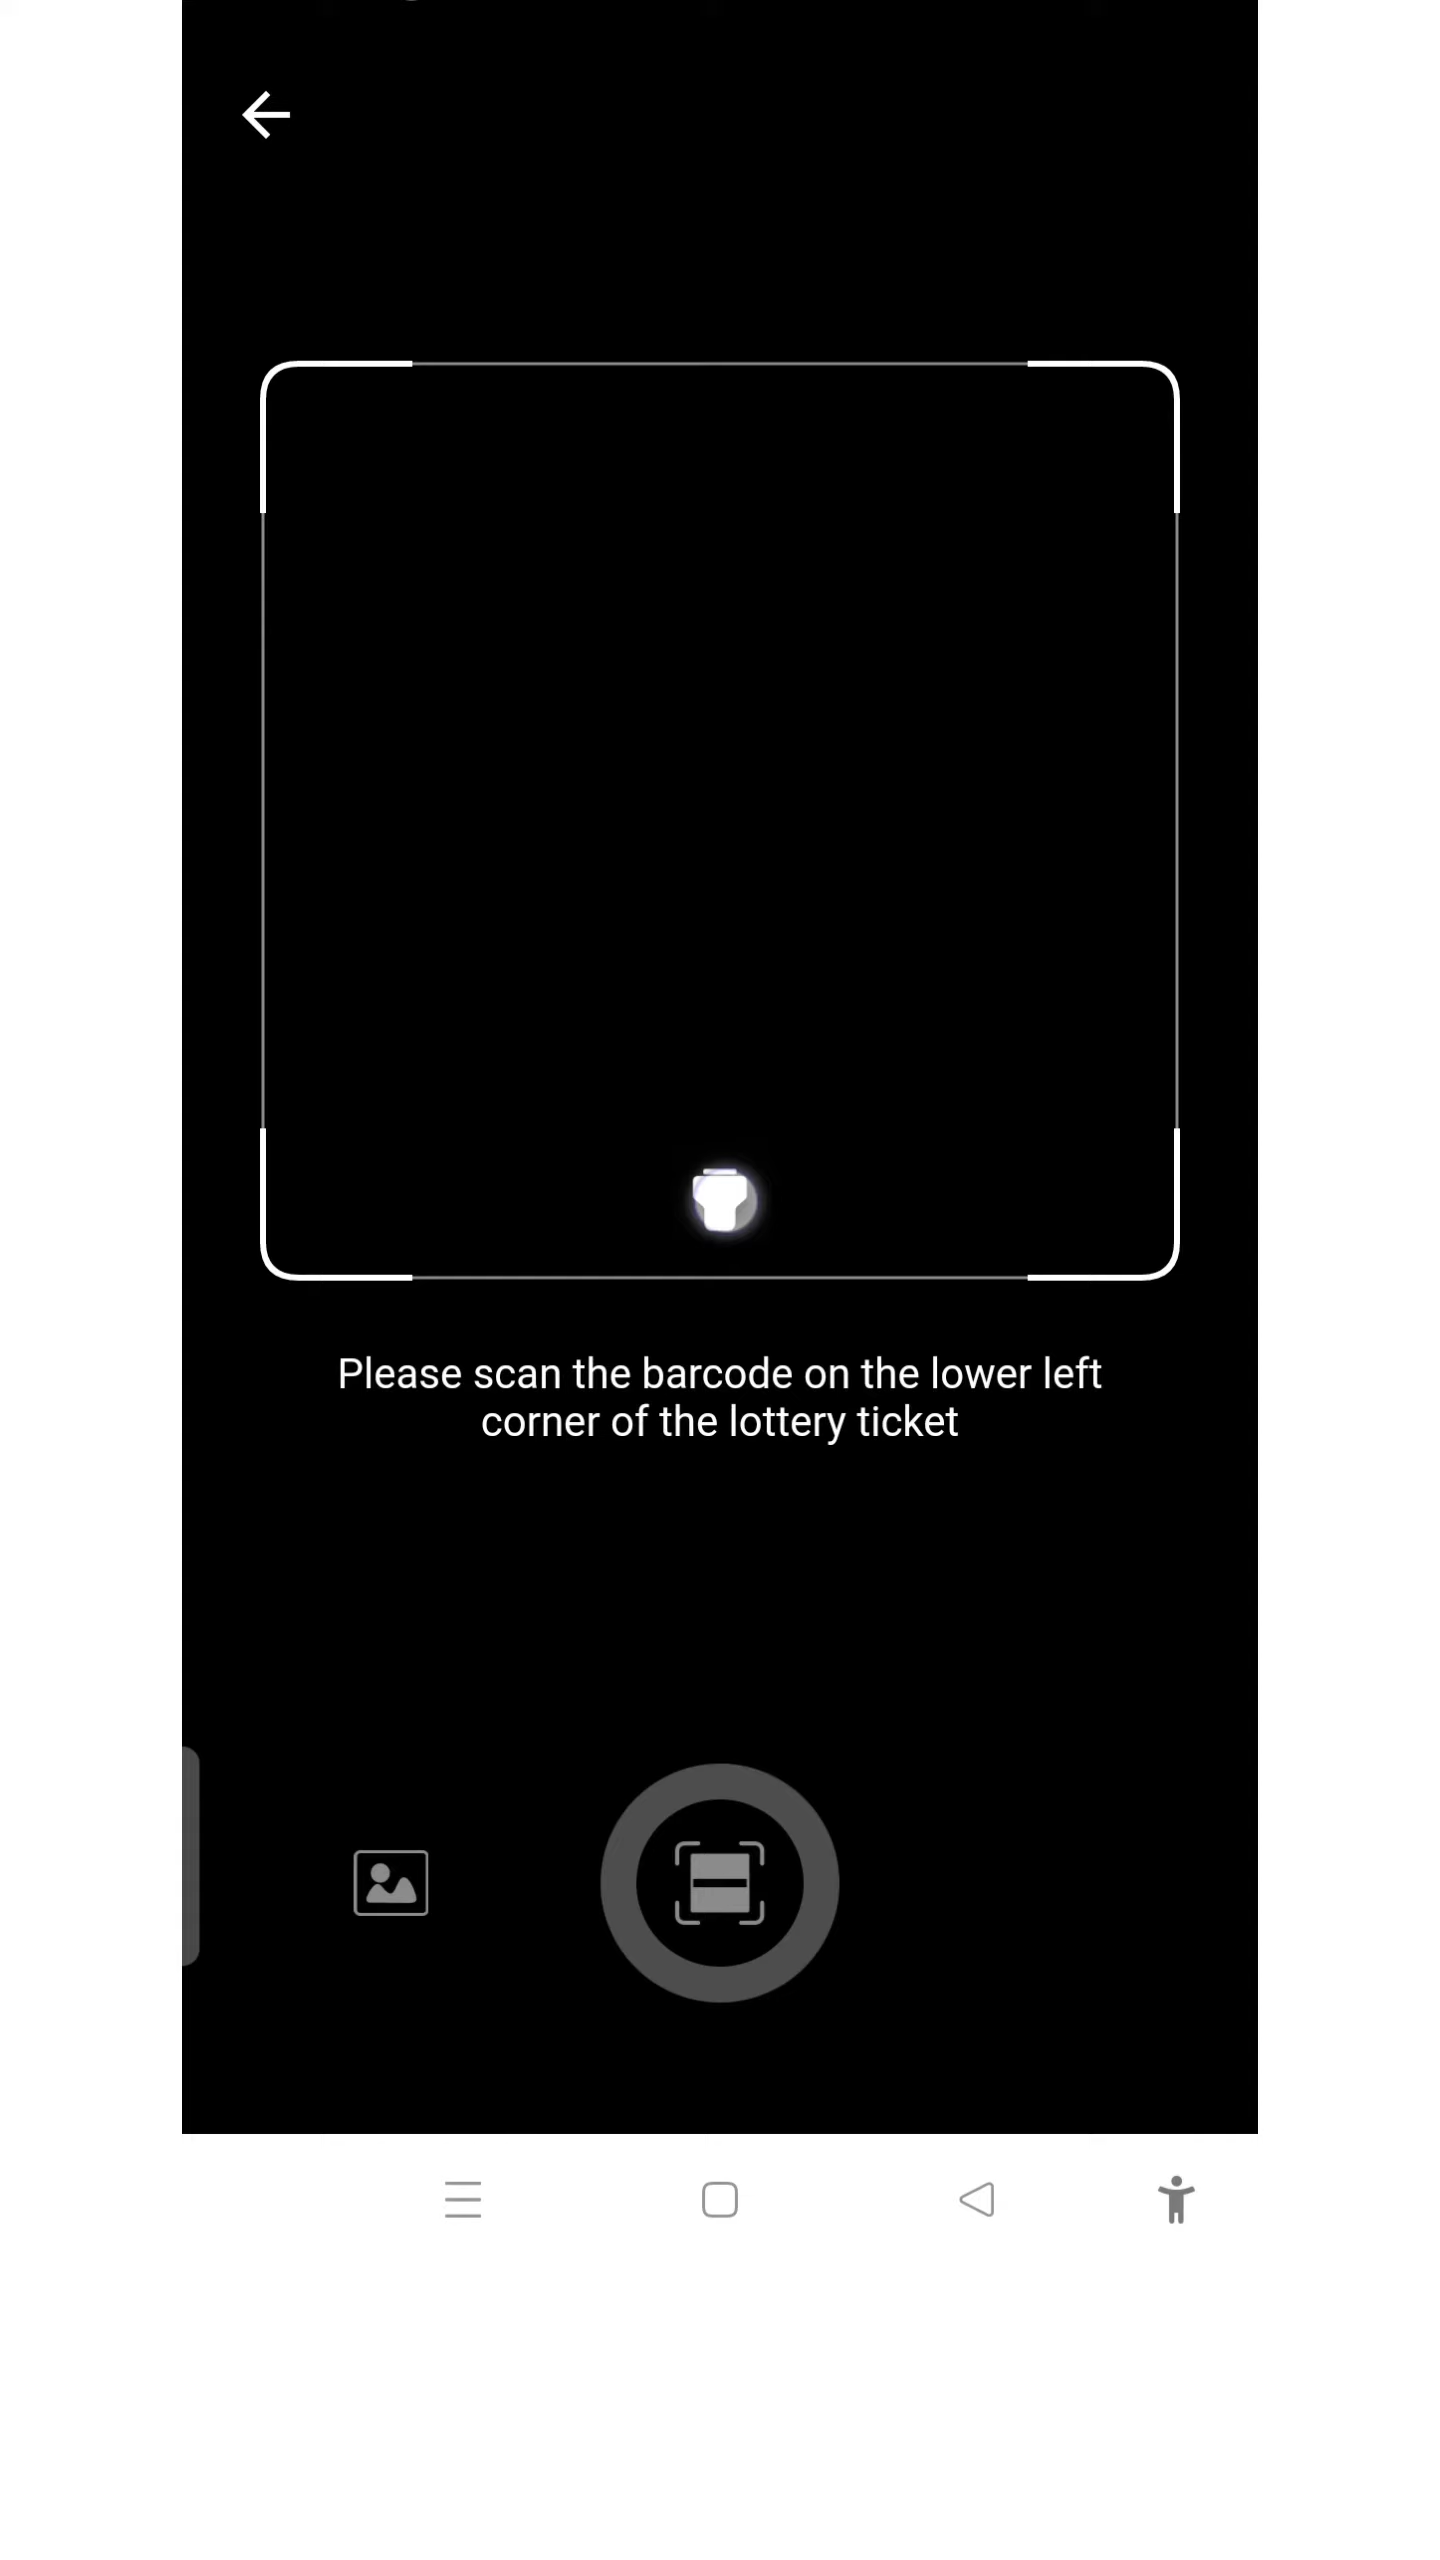 Please scan the barcode on the lower left
corner of the lottery ticket